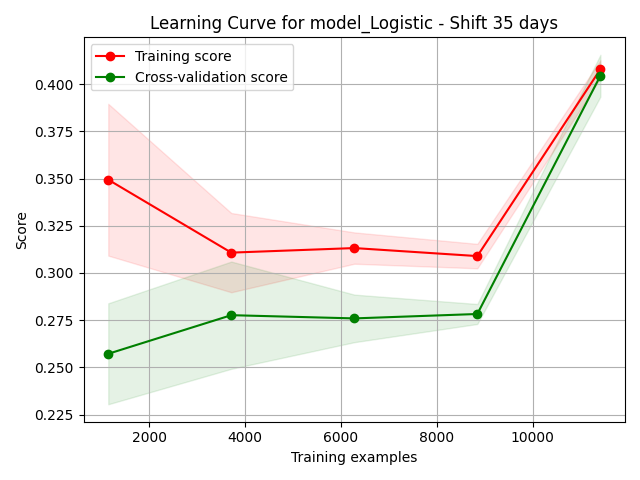 Learning Curve for model_Logistic - Shift 35 days
Training score
Cross-validation score
0.400
0.375
0.350
0.325
0.300
0.275
0.250
0.225
Score
2000 4000 6000 8000 10000
Training examples